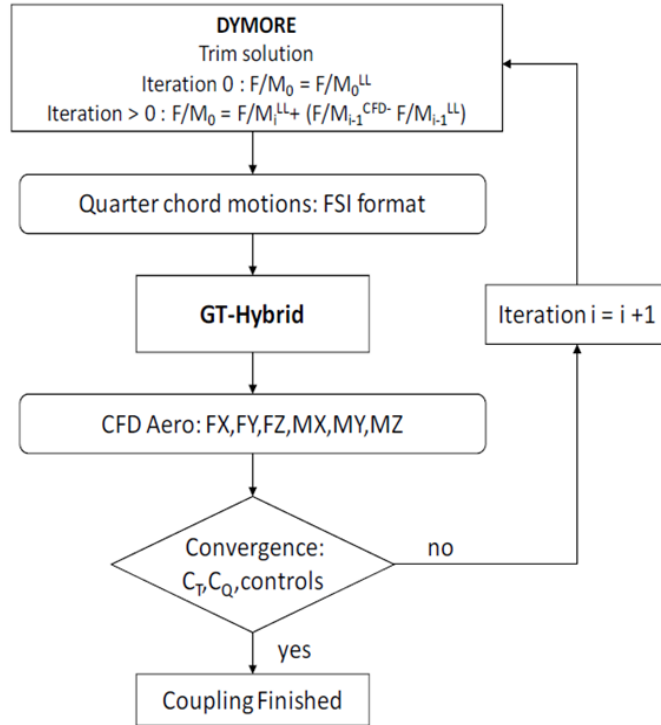 DYMORE
Trim solution
Iteration 0 : F/M₀ = F/M₀ᴸᴸ
Iteration > 0 : F/M₀ = F/Mᵢᴸᴸ+ (F/Mᵢ₋₁ᶜᶠᴰ⁻ F/Mᵢ₋₁ᴸᴸ)
Quarter chord motions: FSI format
GT-Hybrid
Iteration i = i +1
CFD Aero: FX,FY,FZ,MX,MY,MZ
Convergence:
C_T,C_Q,controls
no
yes
Coupling Finished